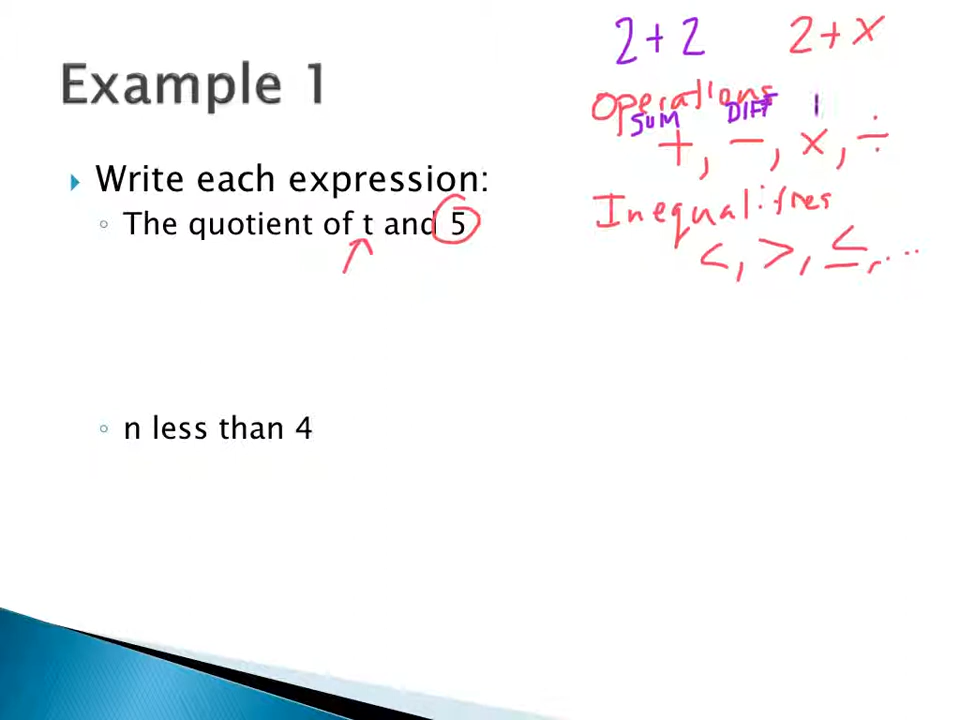 2+2 2+x
Example 1
Operations
SUM DIFF
+, −, ×, ÷
Write each expression:
Inequalities
The quotient of t and 5
<, >, ≤, ...
n less than 4